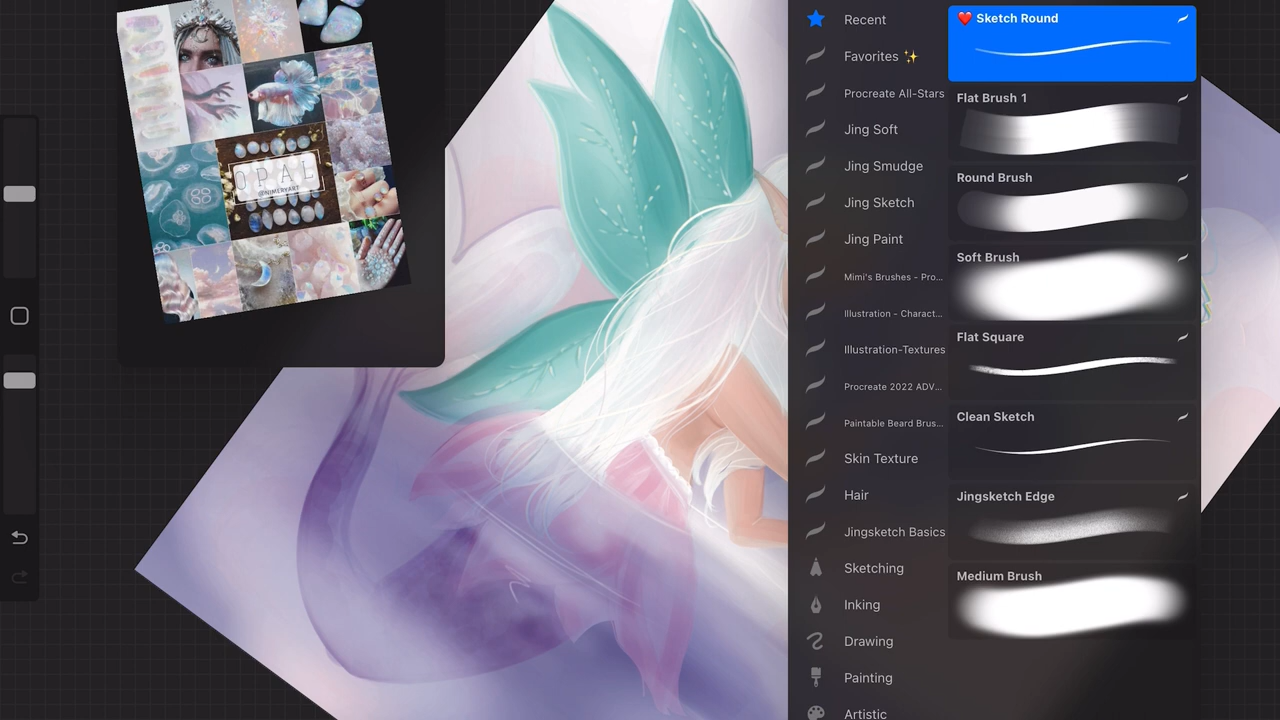 OPAL
@NIMERYART
Recent
Favorites ✨
Procreate All-Stars
Jing Soft
Jing Smudge
Jing Sketch
Jing Paint
Mimi's Brushes - Pro...
Illustration - Charact...
Illustration-Textures
Procreate 2022 ADV...
Paintable Beard Brus...
Skin Texture
Hair
Jingsketch Basics
Sketching
Inking
Drawing
Painting
Artistic
❤️ Sketch Round
Flat Brush 1
Round Brush
Soft Brush
Flat Square
Clean Sketch
Jingsketch Edge
Medium Brush